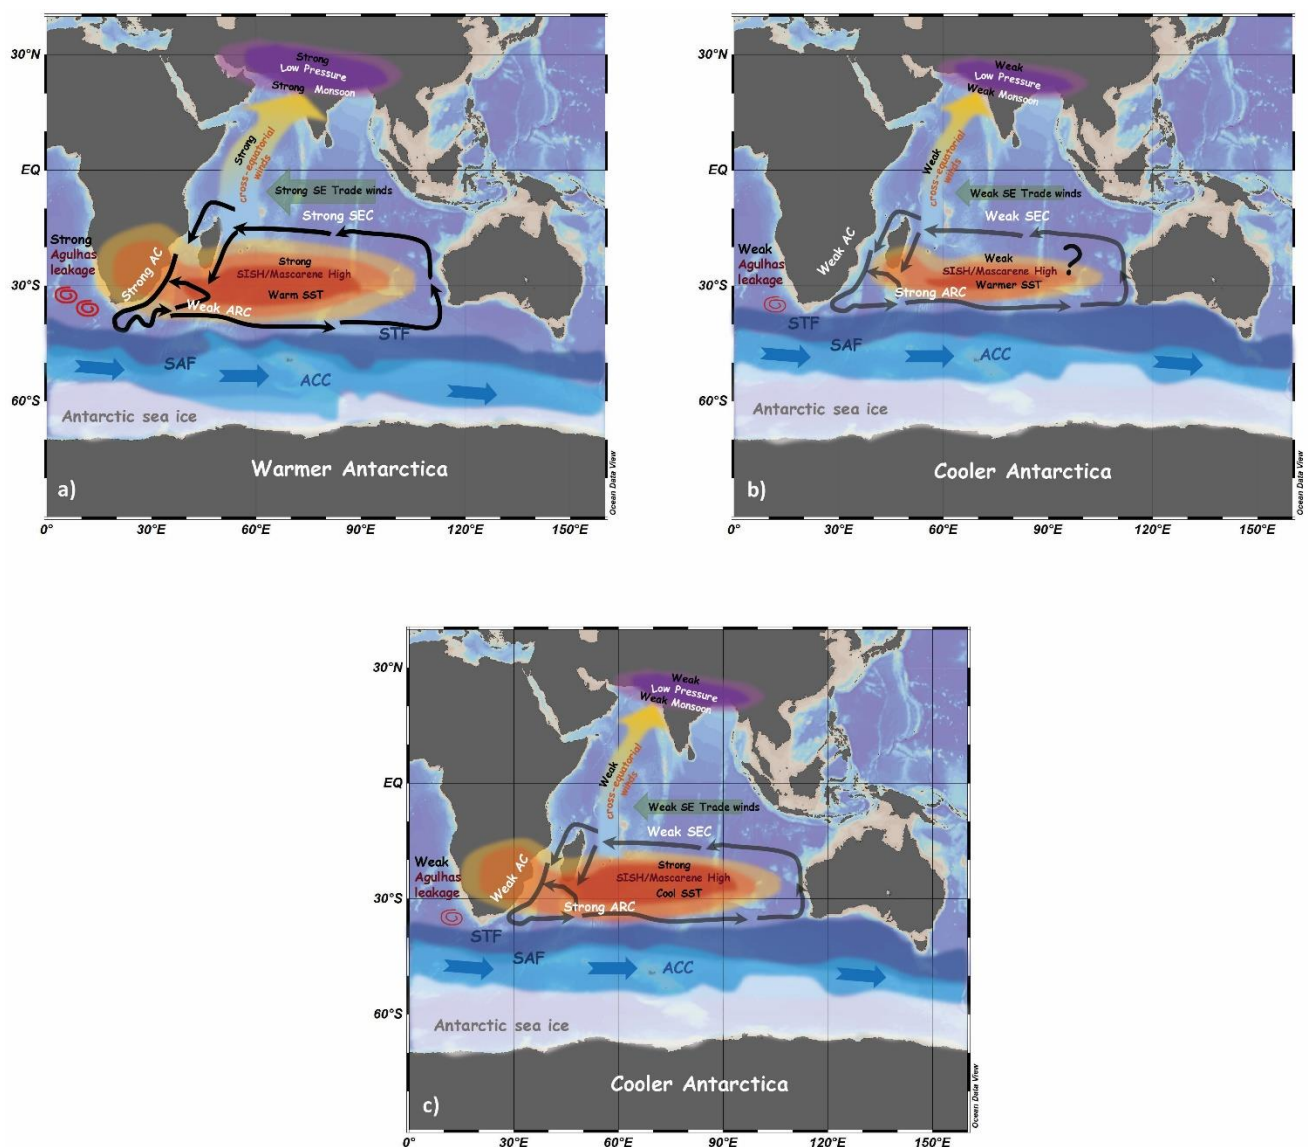 30°N
EQ
30°S
60°S
Strong
Low Pressure
Strong Monsoon
Strong
cross-equatorial
winds
Strong SE Trade winds
Strong SEC
Strong
Agulhas
leakage
Strong AC
Strong
SISH/Mascarene High
Warm SST
Weak ARC
STF
SAF
ACC
Antarctic sea ice
Warmer Antarctica
a)
0°
30°E
60°E
90°E
120°E
150°E
Ocean Data View
30°N
EQ
30°S
60°S
Weak
Low Pressure
Weak Monsoon
Weak
cross-equatorial
winds
Weak SE Trade winds
Weak SEC
Weak
Agulhas
leakage
Weak AC
Weak
SISH/Mascarene High
Warmer SST
?
Strong ARC
STF
SAF
ACC
Antarctic sea ice
Cooler Antarctica
b)
0°
30°E
60°E
90°E
120°E
150°E
Ocean Data View
30°N
EQ
30°S
60°S
Weak
Low Pressure
Weak Monsoon
Weak
cross-equatorial
winds
Weak SE Trade winds
Weak SEC
Weak
Agulhas
leakage
Weak AC
Strong
SISH/Mascarene High
Cool SST
Strong ARC
STF
SAF
ACC
Antarctic sea ice
Cooler Antarctica
c)
0°
30°E
60°E
90°E
120°E
150°E
Ocean Data View